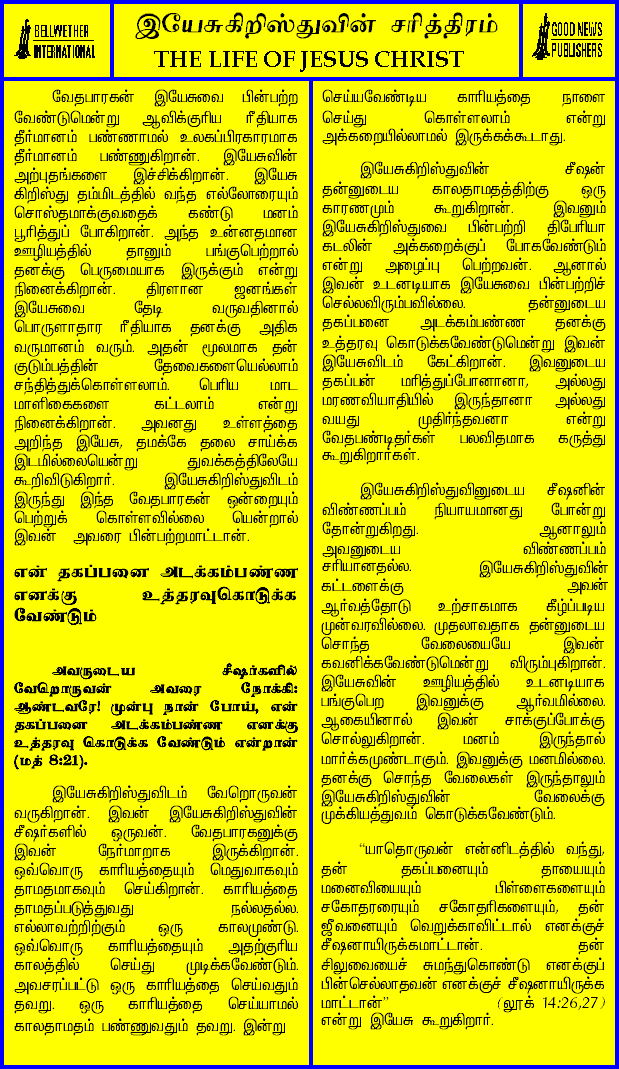 BELLWETHER
INTERNATIONAL
இயேசுகிறிஸ்துவின் சரித்திரம்
THE LIFE OF JESUS CHRIST
GOOD NEWS
PUBLISHERS
வேதபாரகன் இயேசுவை பின்பற்ற
வேண்டுமென்று ஆவிக்குரிய ரீதியாக
தீர்மானம் பண்ணாமல் உலகப்பிரகாரமாக
தீர்மானம் பண்ணுகிறான். இயேசுவின்
அற்புதங்களை இச்சிக்கிறான். இயேசு
கிறிஸ்து தம்மிடத்தில் வந்த எல்லோரையும்
சொஸ்தமாக்குவதைக் கண்டு மனம்
பூரித்துப் போகிறான். அந்த உன்னதமான
ஊழியத்தில் தானும் பங்குபெற்றால்
தனக்கு பெருமையாக இருக்கும் என்று
நினைக்கிறான். திரளான ஜனங்கள்
இயேசுவை தேடி வருவதினால்
பொருளாதார ரீதியாக தனக்கு அதிக
வருமானம் வரும். அதன் மூலமாக தன்
குடும்பத்தின் தேவைகளையெல்லாம்
சந்தித்துக்கொள்ளலாம். பெரிய மாட
மாளிகைகளை கட்டலாம் என்று
நினைக்கிறான். அவனது உள்ளத்தை
அறிந்த இயேசு, தமக்கே தலை சாய்க்க
இடமில்லையென்று துவக்கத்திலேயே
கூறிவிடுகிறார். இயேசுகிறிஸ்துவிடம்
இருந்து இந்த வேதபாரகன் ஒன்றையும்
பெற்றுக் கொள்ளவில்லை யென்றால்
இவன் அவரை பின்பற்றமாட்டான்.
என் தகப்பனை அடக்கம்பண்ண
எனக்கு உத்தரவுகொடுக்க
வேண்டும்
அவருடைய சீஷர்களில்
வேறொருவன் அவரை நோக்கி:
ஆண்டவரே! முன்பு நான் போய், என்
தகப்பனை அடக்கம்பண்ண எனக்கு
உத்தரவு கொடுக்க வேண்டும் என்றான்
(மத் 8:21).
இயேசுகிறிஸ்துவிடம் வேறொருவன்
வருகிறான். இவன் இயேசுகிறிஸ்துவின்
சீஷர்களில் ஒருவன். வேதபாரகனுக்கு
இவன் நேர்மாறாக இருக்கிறான்.
ஒவ்வொரு காரியத்தையும் மெதுவாகவும்
தாமதமாகவும் செய்கிறான். காரியத்தை
தாமதப்படுத்துவது நல்லதல்ல.
எல்லாவற்றிற்கும் ஒரு காலமுண்டு.
ஒவ்வொரு காரியத்தையும் அதற்குரிய
காலத்தில் செய்து முடிக்கவேண்டும்.
அவசரப்பட்டு ஒரு காரியத்தை செய்வதும்
தவறு. ஒரு காரியத்தை செய்யாமல்
காலதாமதம் பண்ணுவதும் தவறு. இன்று
செய்யவேண்டிய காரியத்தை நாளை
செய்து கொள்ளலாம் என்று
அக்கறையில்லாமல் இருக்கக்கூடாது.
இயேசுகிறிஸ்துவின் சீஷன்
தன்னுடைய காலதாமதத்திற்கு ஒரு
காரணமும் கூறுகிறான். இவனும்
இயேசுகிறிஸ்துவை பின்பற்றி திபேரியா
கடலின் அக்கறைக்குப் போகவேண்டும்
என்று அழைப்பு பெற்றவன். ஆனால்
இவன் உடனடியாக இயேசுவை பின்பற்றிச்
செல்லவிரும்பவில்லை. தன்னுடைய
தகப்பனை அடக்கம்பண்ண தனக்கு
உத்தரவு கொடுக்கவேண்டுமென்று இவன்
இயேசுவிடம் கேட்கிறான். இவனுடைய
தகப்பன் மரித்துப்போனானா, அல்லது
மரணவியாதியில் இருந்தானா அல்லது
வயது முதிர்ந்தவனா என்று
வேதபண்டிதர்கள் பலவிதமாக கருத்து
கூறுகிறார்கள்.
இயேசுகிறிஸ்துவினுடைய சீஷனின்
விண்ணப்பம் நியாயமானது போன்று
தோன்றுகிறது. ஆனாலும்
அவனுடைய விண்ணப்பம்
சரியானதல்ல. இயேசுகிறிஸ்துவின்
கட்டளைக்கு அவன்
ஆர்வத்தோடு உற்சாகமாக கீழ்ப்படிய
முன்வரவில்லை. முதலாவதாக தன்னுடைய
சொந்த வேலையையே இவன்
கவனிக்கவேண்டுமென்று விரும்புகிறான்.
இயேசுவின் ஊழியத்தில் உடனடியாக
பங்குபெற இவனுக்கு ஆர்வமில்லை.
ஆகையினால் இவன் சாக்குப்போக்கு
சொல்லுகிறான். மனம் இருந்தால்
மார்க்கமுண்டாகும். இவனுக்கு மனமில்லை.
தனக்கு சொந்த வேலைகள் இருந்தாலும்
இயேசுகிறிஸ்துவின் வேலைக்கு
முக்கியத்துவம் கொடுக்கவேண்டும்.
“யாதொருவன் என்னிடத்தில் வந்து,
தன் தகப்பனையும் தாயையும்
மனைவியையும் பிள்ளைகளையும்
சகோதரரையும் சகோதரிகளையும், தன்
ஜீவனையும் வெறுக்காவிட்டால் எனக்குச்
சீஷனாயிருக்கமாட்டான். தன்
சிலுவையைச் சுமந்துகொண்டு எனக்குப்
பின்செல்லாதவன் எனக்குச் சீஷனாயிருக்க
மாட்டான்” (லூக் 14:26,27)
என்று இயேசு கூறுகிறார்.